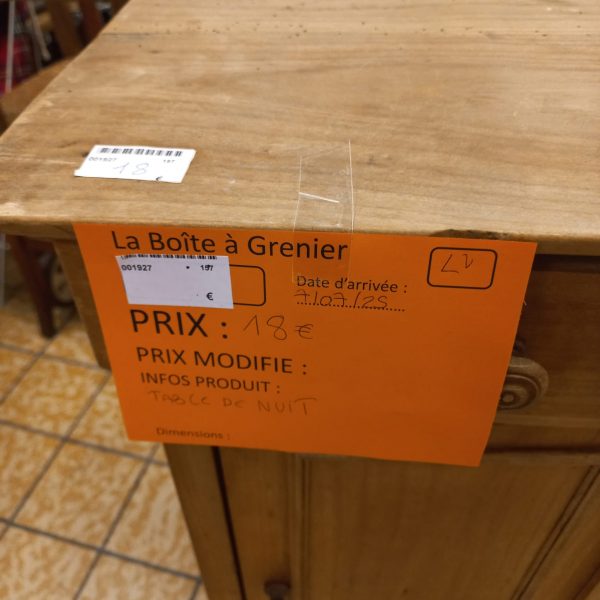 001927 197
18 €
La Boîte à Grenier
001927 • 197
€
Date d'arrivée :
7/07/25
PRIX : 18 €
PRIX MODIFIE :
INFOS PRODUIT :
TABLE DE NUIT
Dimensions :